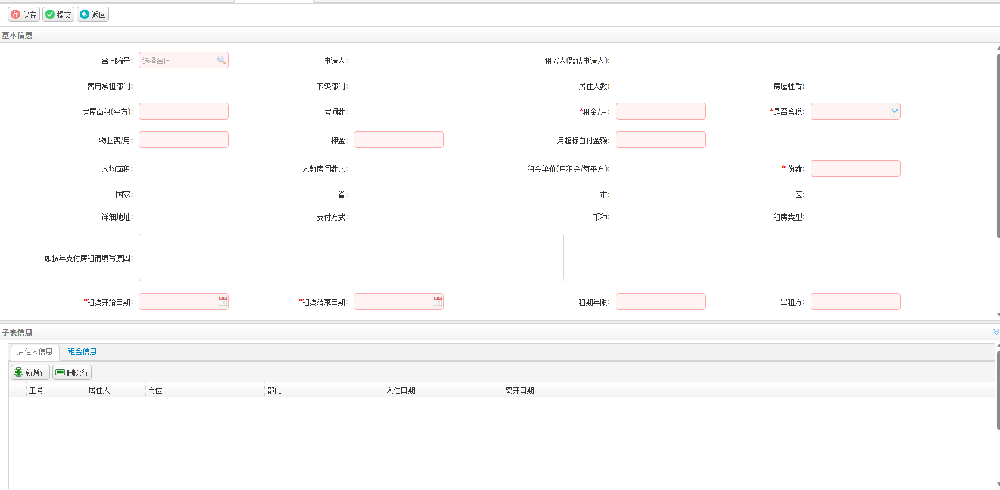 存 保存 提交 返回
基本信息
合同编号: 选择合同 申请人: 租房人(默认申请人):
费用承担部门: 下级部门: 居住人数: 房屋性质:
房屋面积(平方): 房间数: *租金/月: *是否含税:
物业费/月: 押金: 月超标自付金额:
人均面积: 人数房间数比: 租金单价(月租金/每平方): * 份数:
国家: 省: 市: 区:
详细地址: 支付方式: 币种: 租房类型:
如按年支付房租请填写原因:
*租赁开始日期: *租赁结束日期: 租期年限: 出租方:
子表信息
居住人信息 租金信息
新增行 删除行
工号 居住人 岗位 部门 入住日期 离开日期